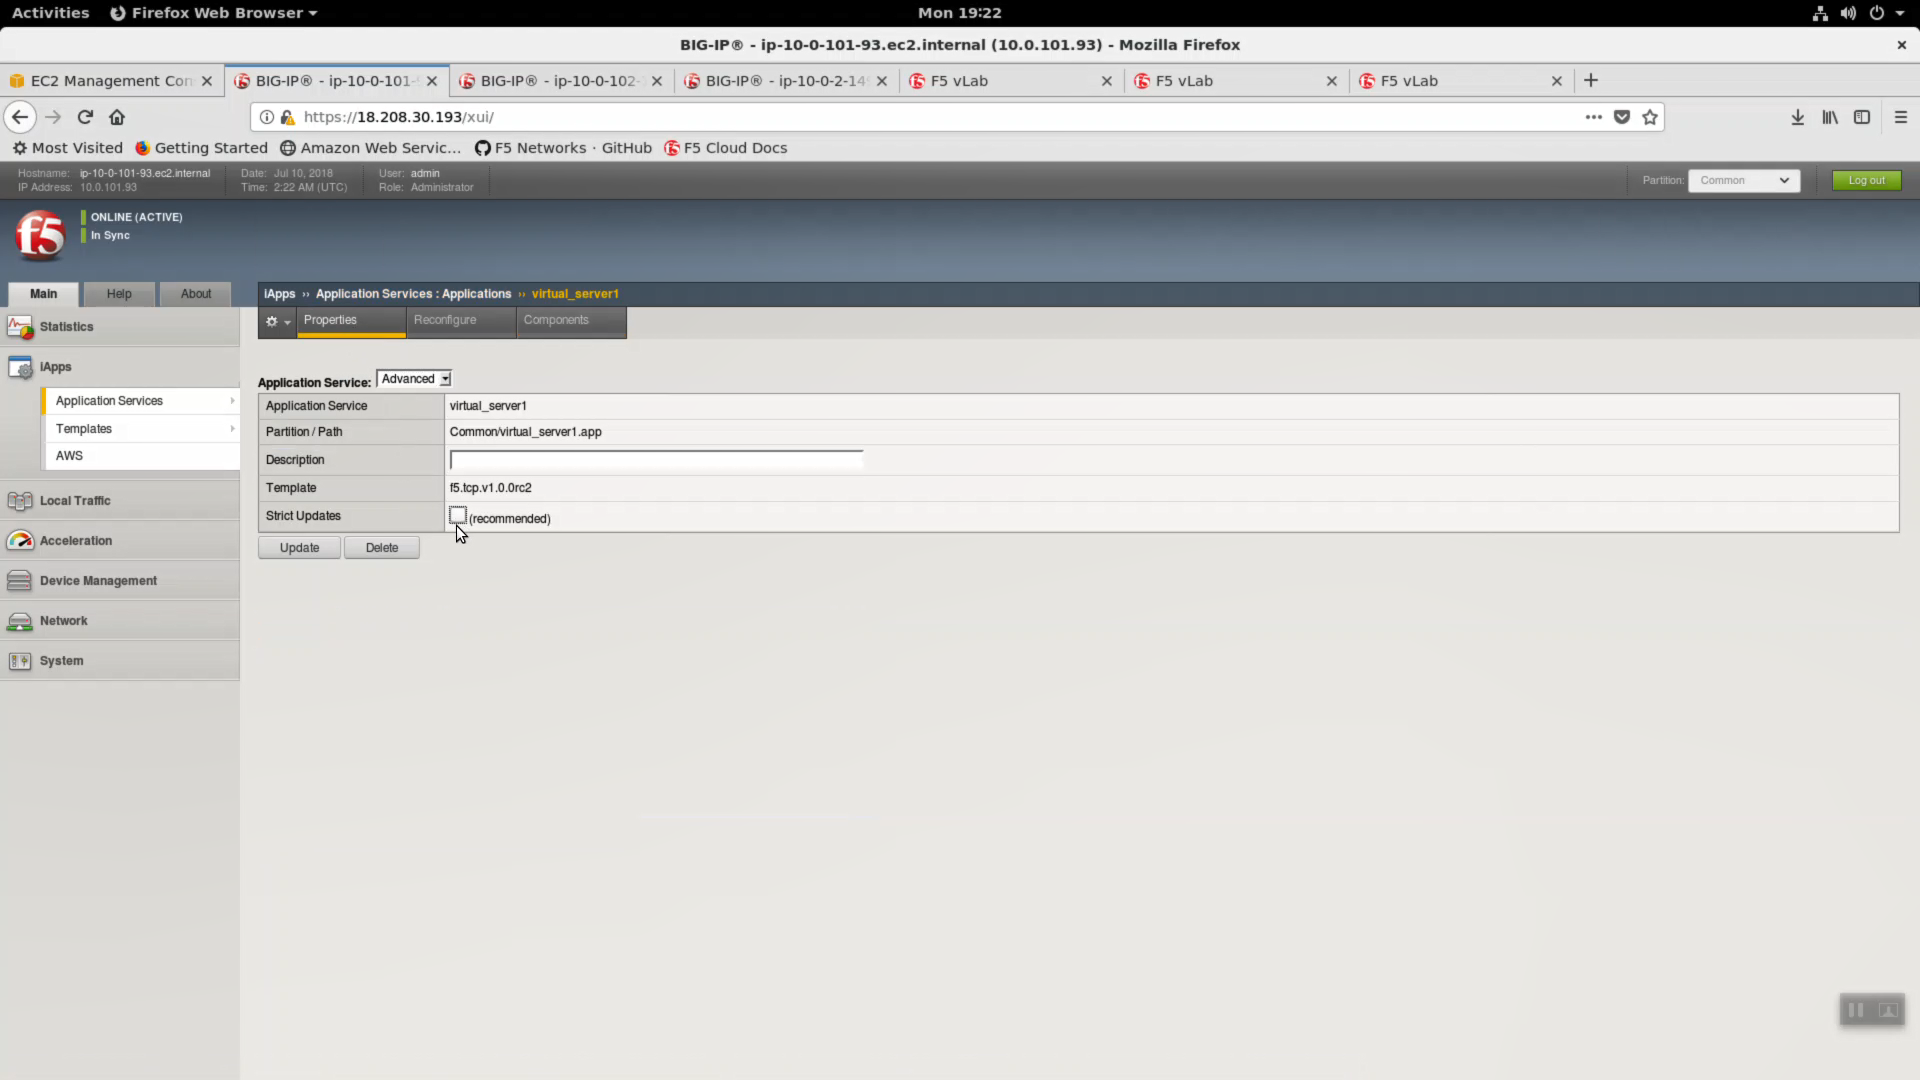 Activities Firefox Web Browser Mon 19:22
BIG-IP® - ip-10-0-101-93.ec2.internal (10.0.101.93) - Mozilla Firefox
EC2 Management Con BIG-IP® - ip-10-0-101- BIG-IP® - ip-10-0-102- BIG-IP® - ip-10-0-2-14 F5 vLab F5 vLab F5 vLab
https://18.208.30.193/xui/
Most Visited Getting Started Amazon Web Servic... F5 Networks · GitHub F5 Cloud Docs
Hostname: ip-10-0-101-93.ec2.internal Date: Jul 10, 2018 User: admin
IP Address: 10.0.101.93 Time: 2:22 AM (UTC) Role: Administrator
Partition: Common Log out
f5
ONLINE (ACTIVE)
In Sync
Main Help About
iApps ›› Application Services : Applications ›› virtual_server1
Properties Reconfigure Components
Statistics
iApps
Application Services
Templates
AWS
Local Traffic
Acceleration
Device Management
Network
System
Application Service: Advanced
Application Service virtual_server1
Partition / Path Common/virtual_server1.app
Description
Template f5.tcp.v1.0.0rc2
Strict Updates (recommended)
Update Delete